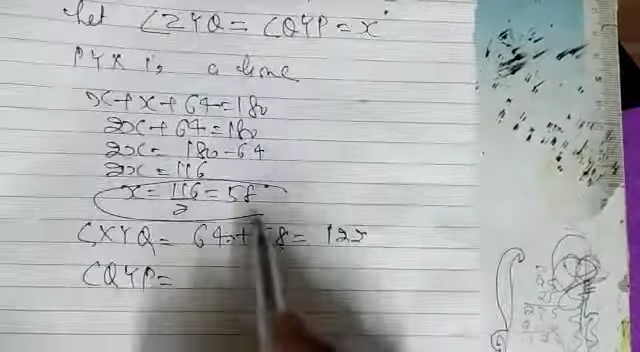 Let ∠ZYQ = ∠QYP = x
PYX is a line
x+x+64=180
2x+64=180
2x=180-64
2x=116
x=116/2=58°
∠XYQ= 64+58= 122
∠QYP=